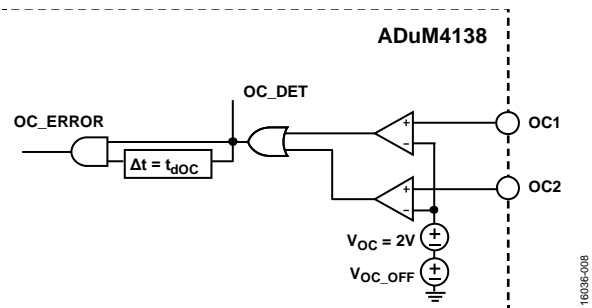 ADuM4138
OC_DET
OC_ERROR
OC1
Δt = tdOC
OC2
VOC = 2V
VOC_OFF
16036-008